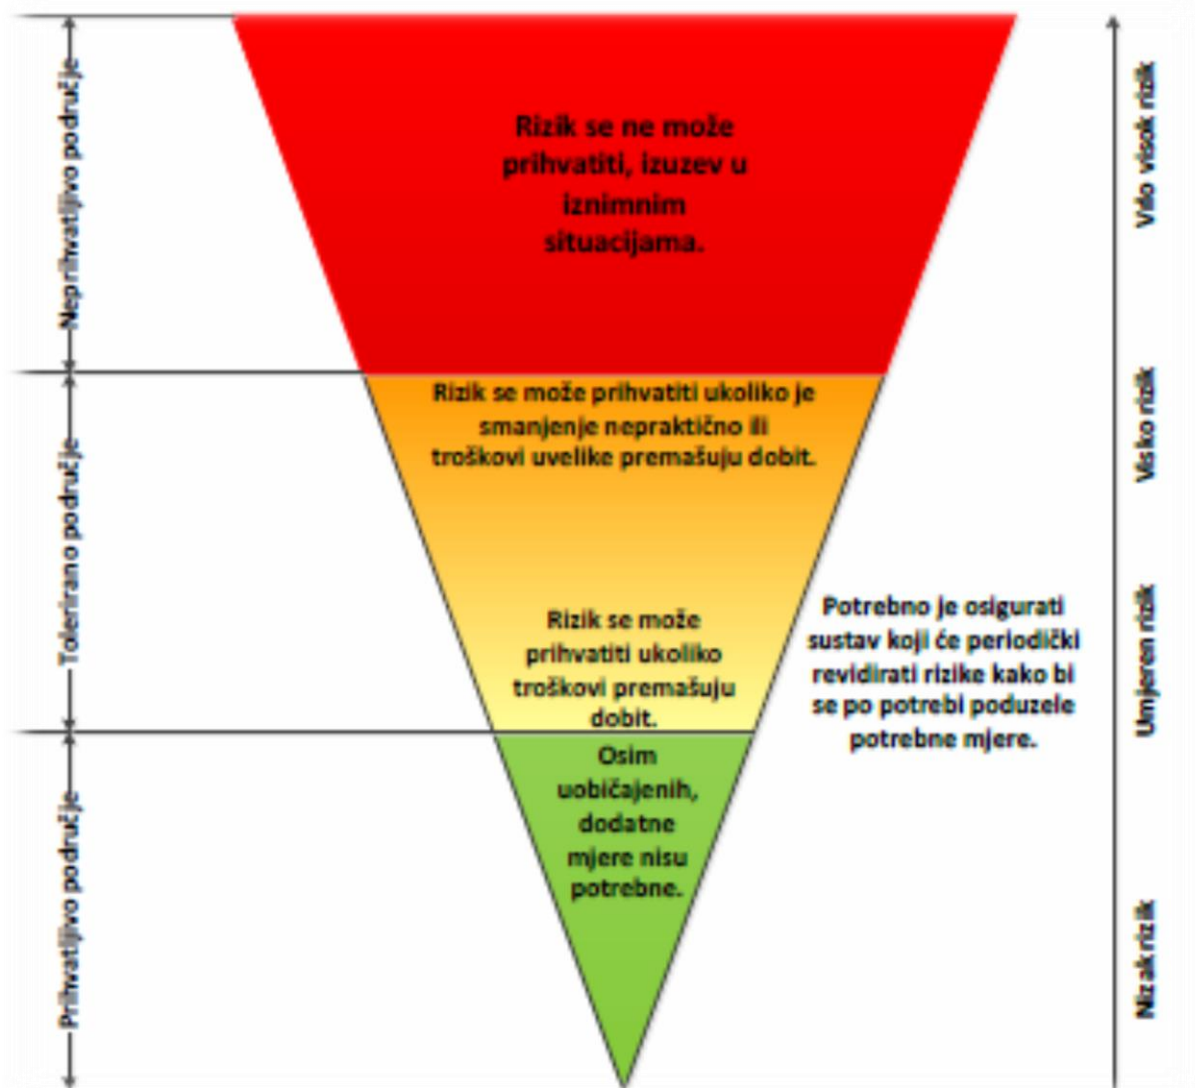 Neprihvatljivo područje
Tolerirano područje
Prihvatljivo područje
Rizik se ne može
prihvatiti, izuzev u
iznimnim
situacijama.
Rizik se može prihvatiti ukoliko je
smanjenje nepraktično ili
troškovi uvelike premašuju dobit.
Rizik se može
prihvatiti ukoliko
troškovi premašuju
dobit.
Osim
uobičajenih,
dodatne
mjere nisu
potrebne.
Potrebno je osigurati
sustav koji će periodički
revidirati rizike kako bi
se po potrebi poduzele
potrebne mjere.
Vrlo visok rizik
Visko rizik
Umjeren rizik
Nizak rizik